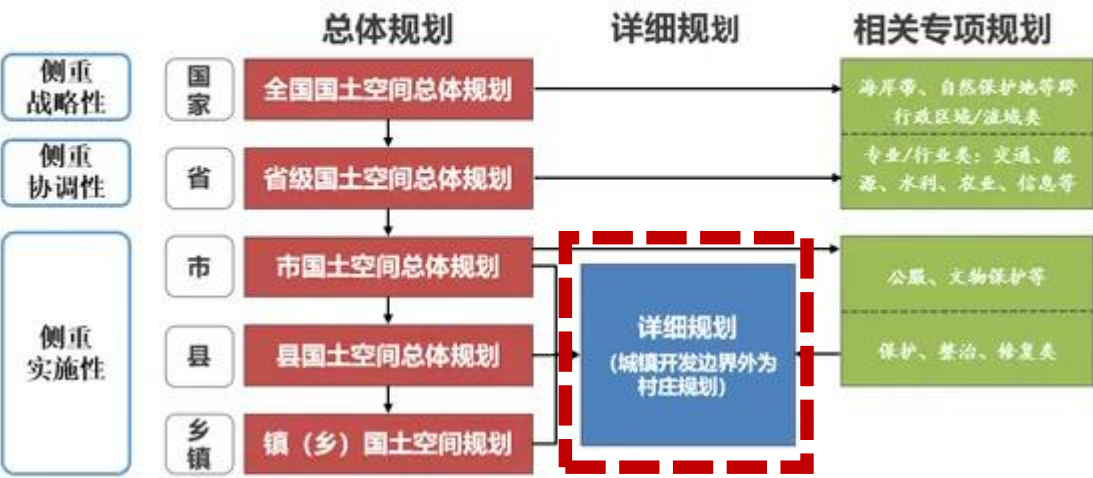 总体规划
详细规划
相关专项规划
侧重
战略性
国
家
全国国土空间总体规划
海岸带、自然保护地等跨
行政区域/流域类
侧重
协调性
省
省级国土空间总体规划
专业/行业类：交通、能
源、水利、农业、信息等
侧重
实施性
市
市国土空间总体规划
公服、文物保护等
县
县国土空间总体规划
详细规划
(城镇开发边界外为
村庄规划)
保护、整治、修复类
乡
镇
镇（乡）国土空间规划